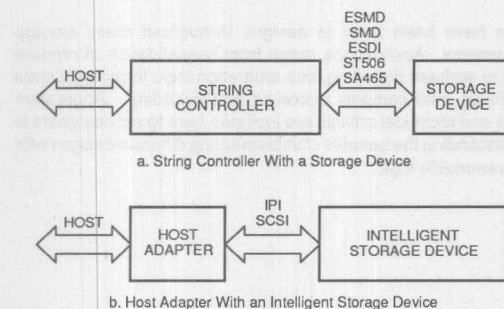 ESMD
SMD
ESDI
ST506
SA465
HOST
STRING
CONTROLLER
STORAGE
DEVICE
a. String Controller With a Storage Device
IPI
SCSI
HOST
HOST
ADAPTER
INTELLIGENT
STORAGE DEVICE
b. Host Adapter With an Intelligent Storage Device